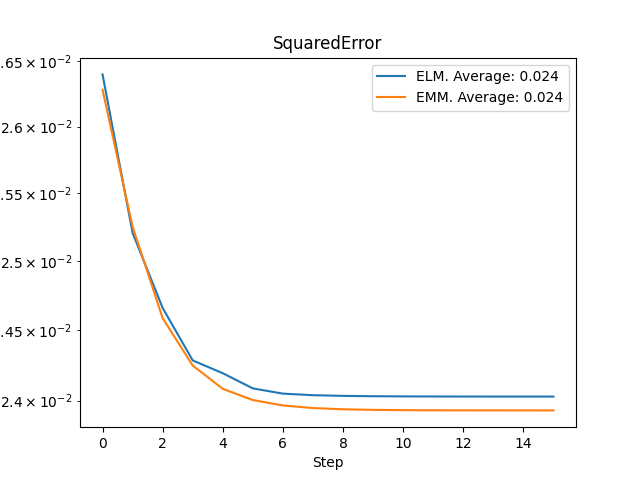 SquaredError
.65 × 10⁻²
2.6 × 10⁻²
.55 × 10⁻²
2.5 × 10⁻²
.45 × 10⁻²
2.4 × 10⁻²
ELM. Average: 0.024
EMM. Average: 0.024
0 2 4 6 8 10 12 14
Step